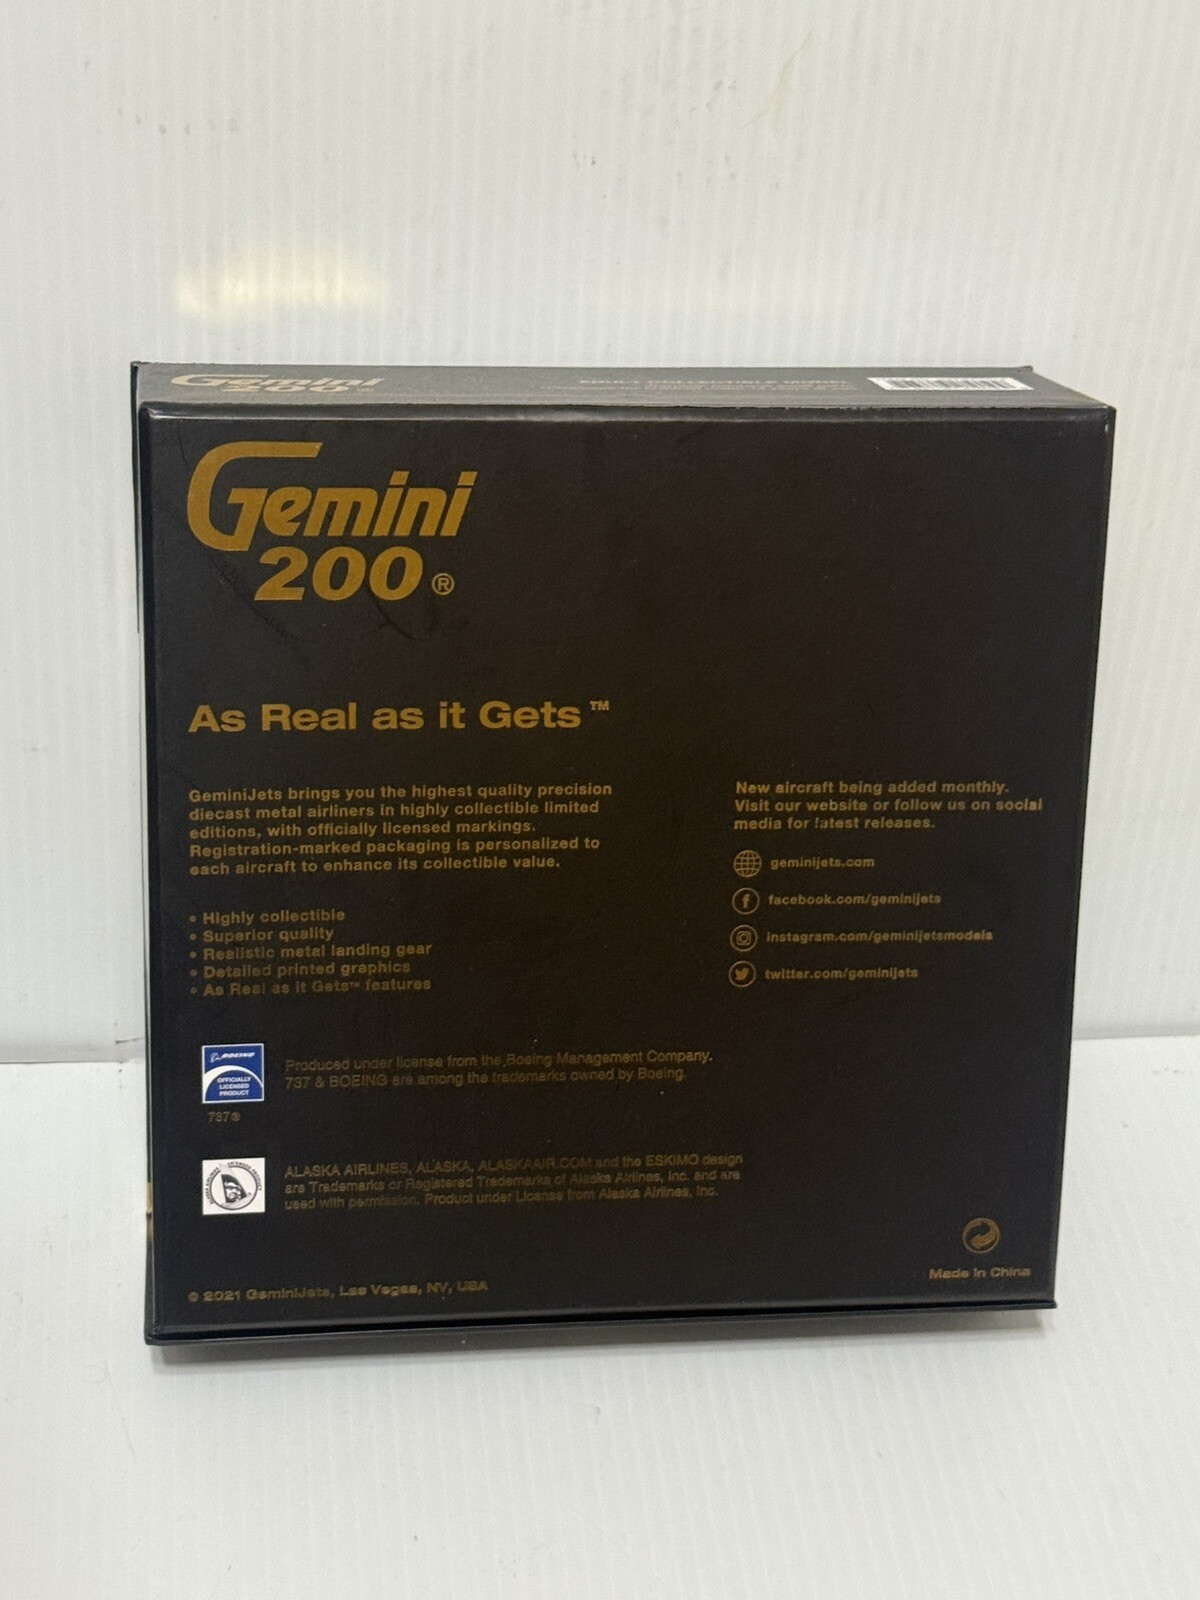 Gemini
200
ADULT COLLECTIBLE MODEL
Gemini
200®
As Real as it Gets™
GeminiJets brings you the highest quality precision
diecast metal airliners in highly collectible limited
editions, with officially licensed markings.
Registration-marked packaging is personalized to
each aircraft to enhance its collectible value.
• Highly collectible
• Superior quality
• Realistic metal landing gear
• Detailed printed graphics
• As Real as it Gets™ features
New aircraft being added monthly.
Visit our website or follow us on social
media for latest releases.
geminijets.com
facebook.com/geminijets
instagram.com/geminijetsmodels
twitter.com/geminijets
BOEING
OFFICIALLY
LICENSED
PRODUCT
737®
Produced under license from the Boeing Management Company.
737 & BOEING are among the trademarks owned by Boeing.
ALASKA AIRLINES, ALASKA, ALASKAAIR.COM and the ESKIMO design
are Trademarks or Registered Trademarks of Alaska Airlines, Inc. and are
used with permission. Product under License from Alaska Airlines, Inc.
© 2021 GeminiJets, Las Vegas, NV, USA
Made in China